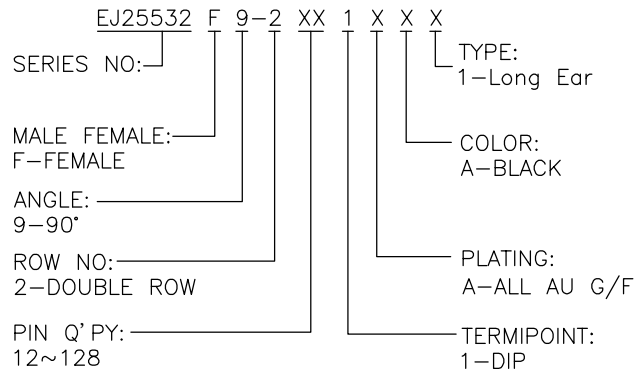 EJ25532 F 9-2 XX 1 X X X
SERIES NO:
TYPE:
1-Long Ear
MALE FEMALE:
F-FEMALE
COLOR:
A-BLACK
ANGLE:
9-90°
ROW NO:
2-DOUBLE ROW
PLATING:
A-ALL AU G/F
PIN Q'PY:
12~128
TERMIPOINT:
1-DIP